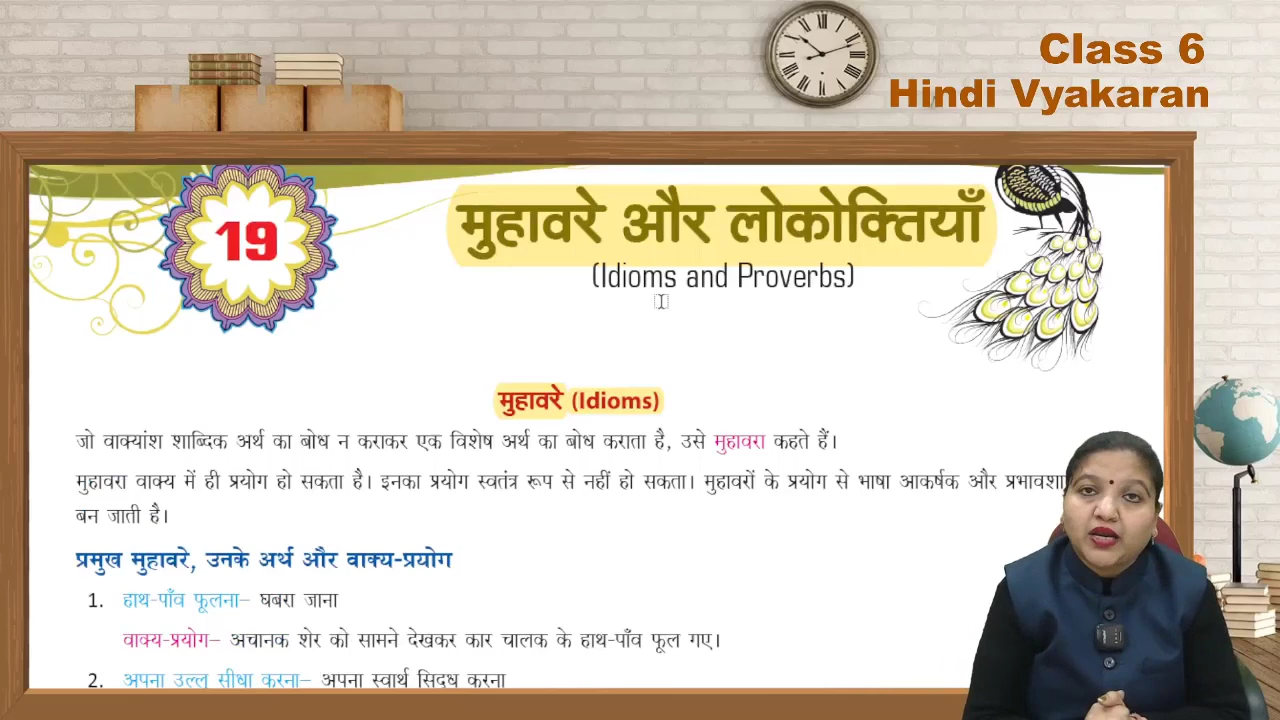 Class 6
Hindi Vyakaran
19
मुहावरे और लोकोक्तियाँ
(Idioms and Proverbs)
मुहावरे (Idioms)
जो वाक्यांश शाब्दिक अर्थ का बोध न कराकर एक विशेष अर्थ का बोध कराता है, उसे मुहावरा कहते हैं।
मुहावरा वाक्य में ही प्रयोग हो सकता है। इनका प्रयोग स्वतंत्र रूप से नहीं हो सकता। मुहावरों के प्रयोग से भाषा आकर्षक और
बन जाती है।
प्रमुख मुहावरे, उनके अर्थ और वाक्य-प्रयोग
1. हाथ-पाँव फूलना– घबरा जाना
वाक्य-प्रयोग– अचानक शेर को सामने देखकर कार चालक के हाथ-पाँव फूल गए।
2. अपना उल्लू सीधा करना– अपना स्वार्थ सिद्ध करना